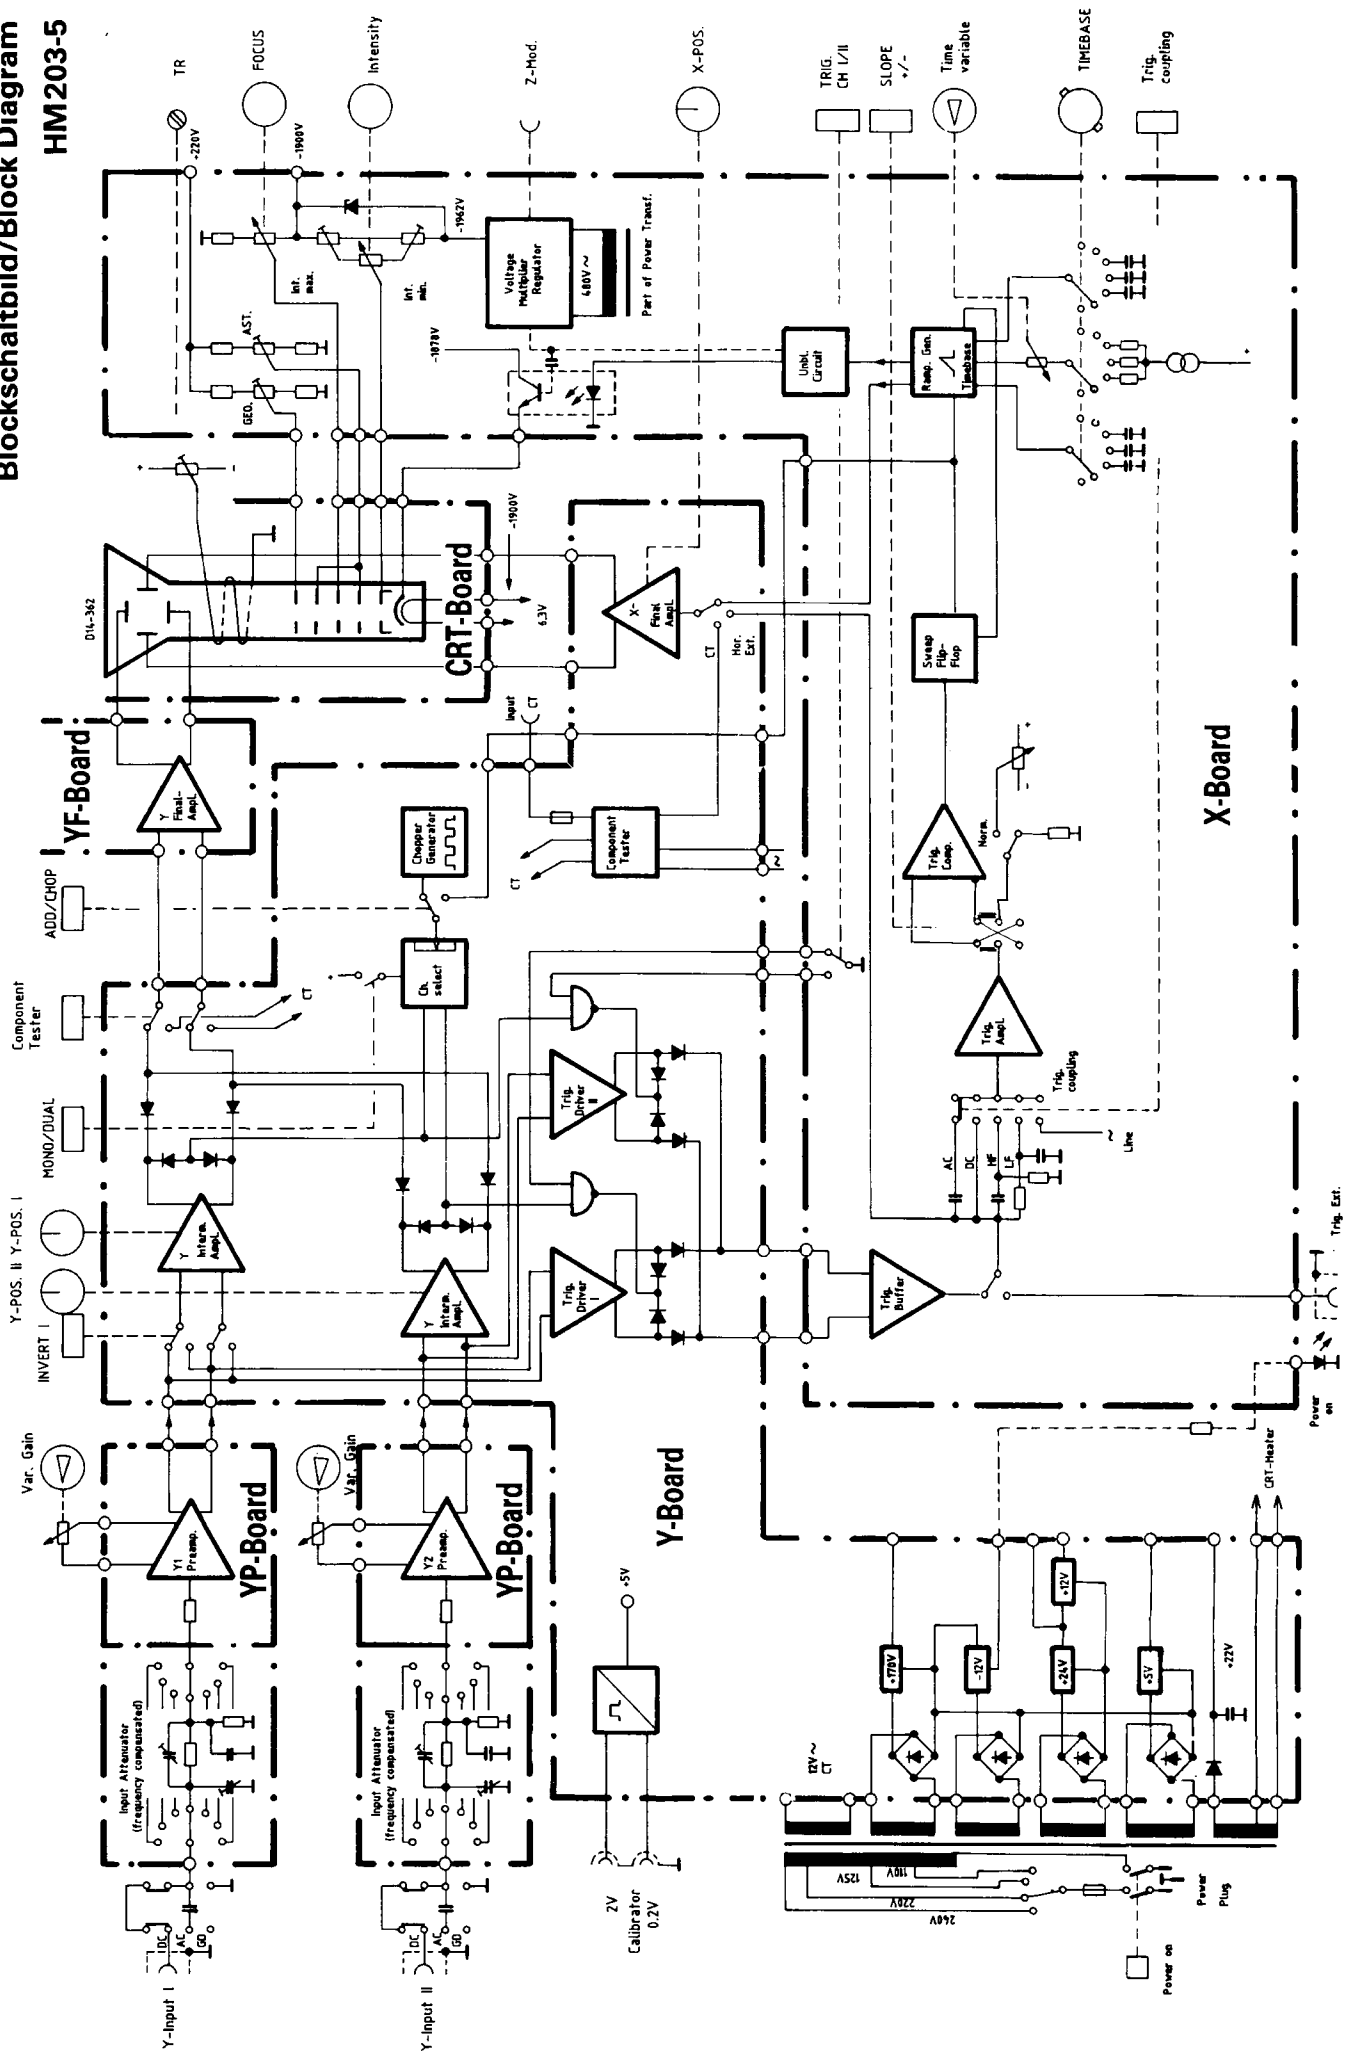 Blockschaltbild/Block Diagram
HM203-5
TR
FOCUS
Intensity
Z-Mod.
X-POS.
TRIG.
CH I/II
SLOPE
+/-
Time
variable
TIMEBASE
Trig.
coupling
+220V
-1900V
-1962V
Int.
max.
Int.
min.
AST.
GEO.
Voltage
Multiplier
Regulator
480V ~
Part of Power Transf.
-1878V
Unbl.
Circuit
Ramp. Gen.
Timebase
D14-362
CRT-Board
-1900V
6.3V
X-
Final
Ampl.
CT
Hor.
Ext.
Sweep
Flip-
Flop
YF-Board
Y
Final-
Ampl.
Input
CT
Chopper
Generator
CT
Component
Tester
~
Trig.
Comp.
Norm.
+
-
X-Board
ADD/CHOP
Component
Tester
MONO/DUAL
Y-POS. I
Y-POS. II
INVERT I
CT
+
Ch.
select
Trig.
Driver
II
Trig.
Ampl.
Trig.
coupling
AC
DC
HF
LF
~
Line
Y
Interm.
Ampl.
Y
Interm.
Ampl.
Trig.
Driver
I
Trig.
Buffer
Trig. Ext.
Power
on
Var. Gain
Y1
Preamp.
YP-Board
Var. Gain
Y2
Preamp.
YP-Board
Y-Board
CRT-Heater
+5V
+170V
-12V
+24V
+12V
+5V
+22V
12V ~
CT
Input Attenuator
(frequency compensated)
Input Attenuator
(frequency compensated)
DC
AC
GD
DC
AC
GD
Y-Input I
Y-Input II
2V
Calibrator
0.2V
110V
125V
220V
240V
Power
Plug
Power on